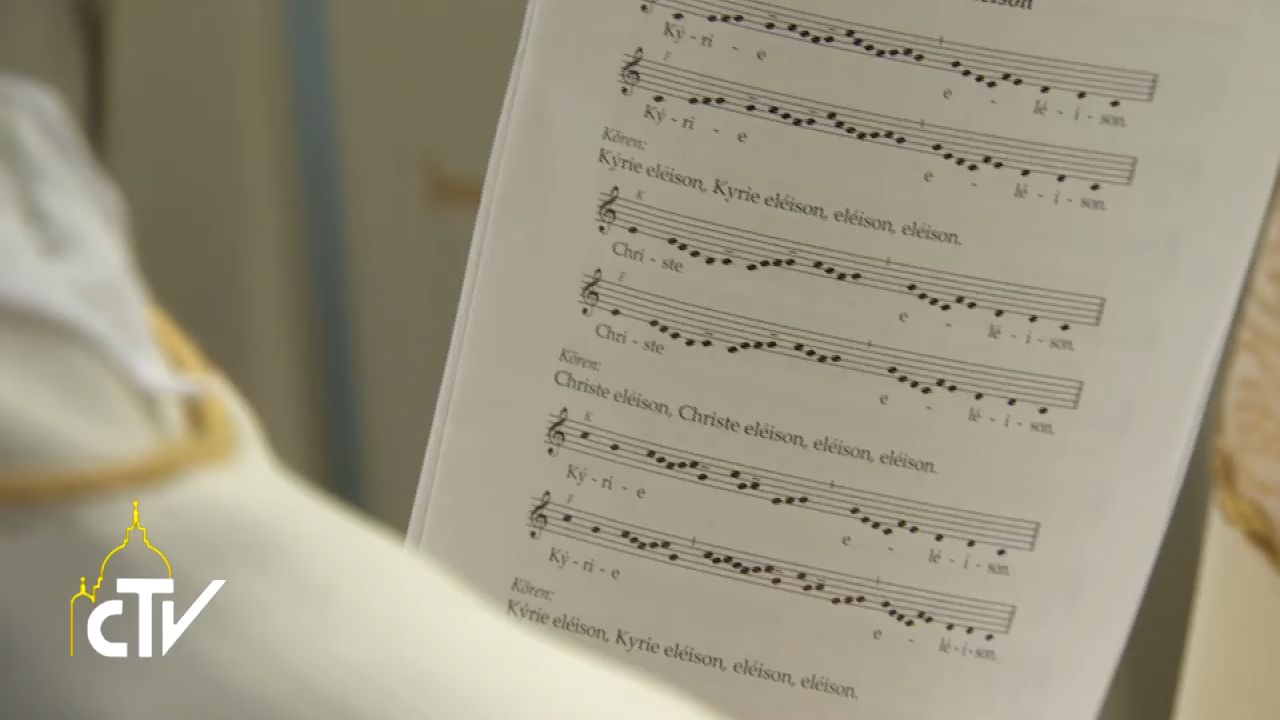 Ký - ri - e e - lé - i - son.
F
Ký - ri - e e - lé - i - son.
Kören:
Kýrie eléison, Kyrie eléison, eléison, eléison.
K
Chri - ste e - lé - i - son.
F
Chri - ste e - lé - i - son.
Kören:
Christe eléison, Christe eléison, eléison, eléison.
K
Ký - ri - e e - lé - i - son.
F
Ký - ri - e e - lé - i - son.
Kören:
Kýrie eléison, Kyrie eléison, eléison, eléison.
CTV